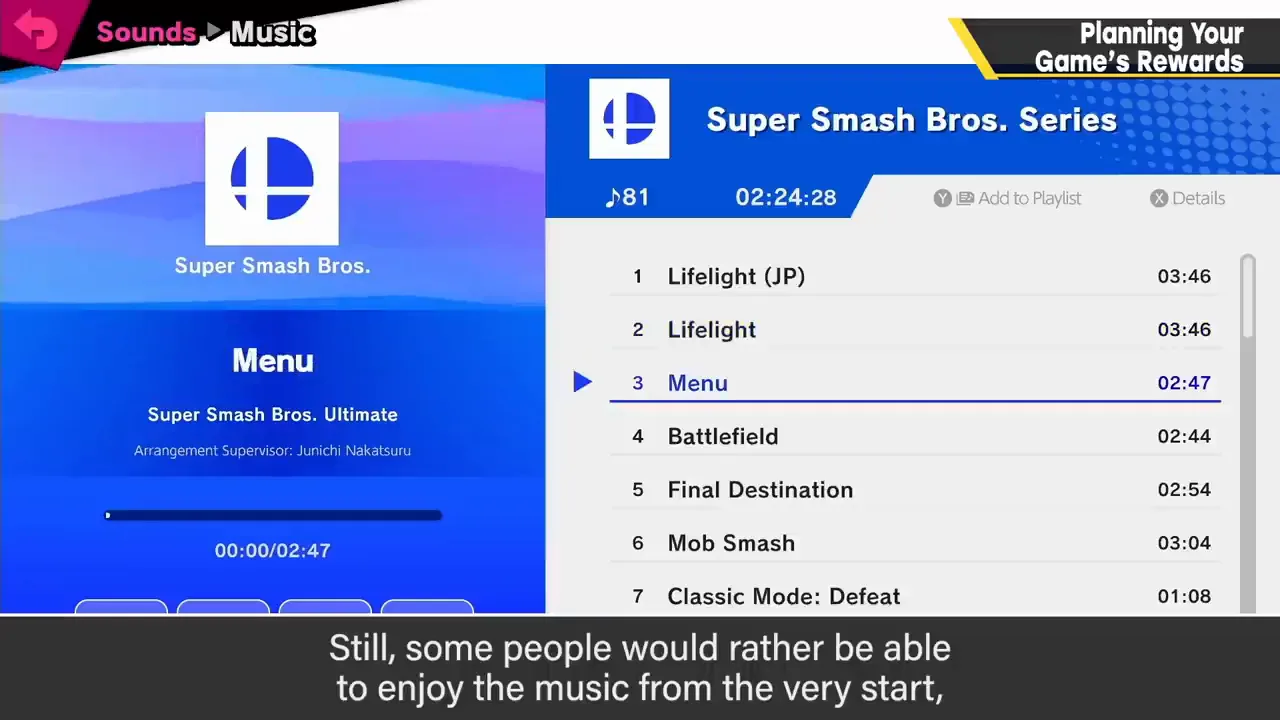 Sounds ▶ Music
Planning Your
Game's Rewards
Super Smash Bros.
Menu
Super Smash Bros. Ultimate
Arrangement Supervisor: Junichi Nakatsuru
00:00/02:47
Super Smash Bros. Series
♪81 02:24:28
Y Add to Playlist X Details
1 Lifelight (JP) 03:46
2 Lifelight 03:46
3 Menu 02:47
4 Battlefield 02:44
5 Final Destination 02:54
6 Mob Smash 03:04
7 Classic Mode: Defeat 01:08
Still, some people would rather be able
to enjoy the music from the very start,